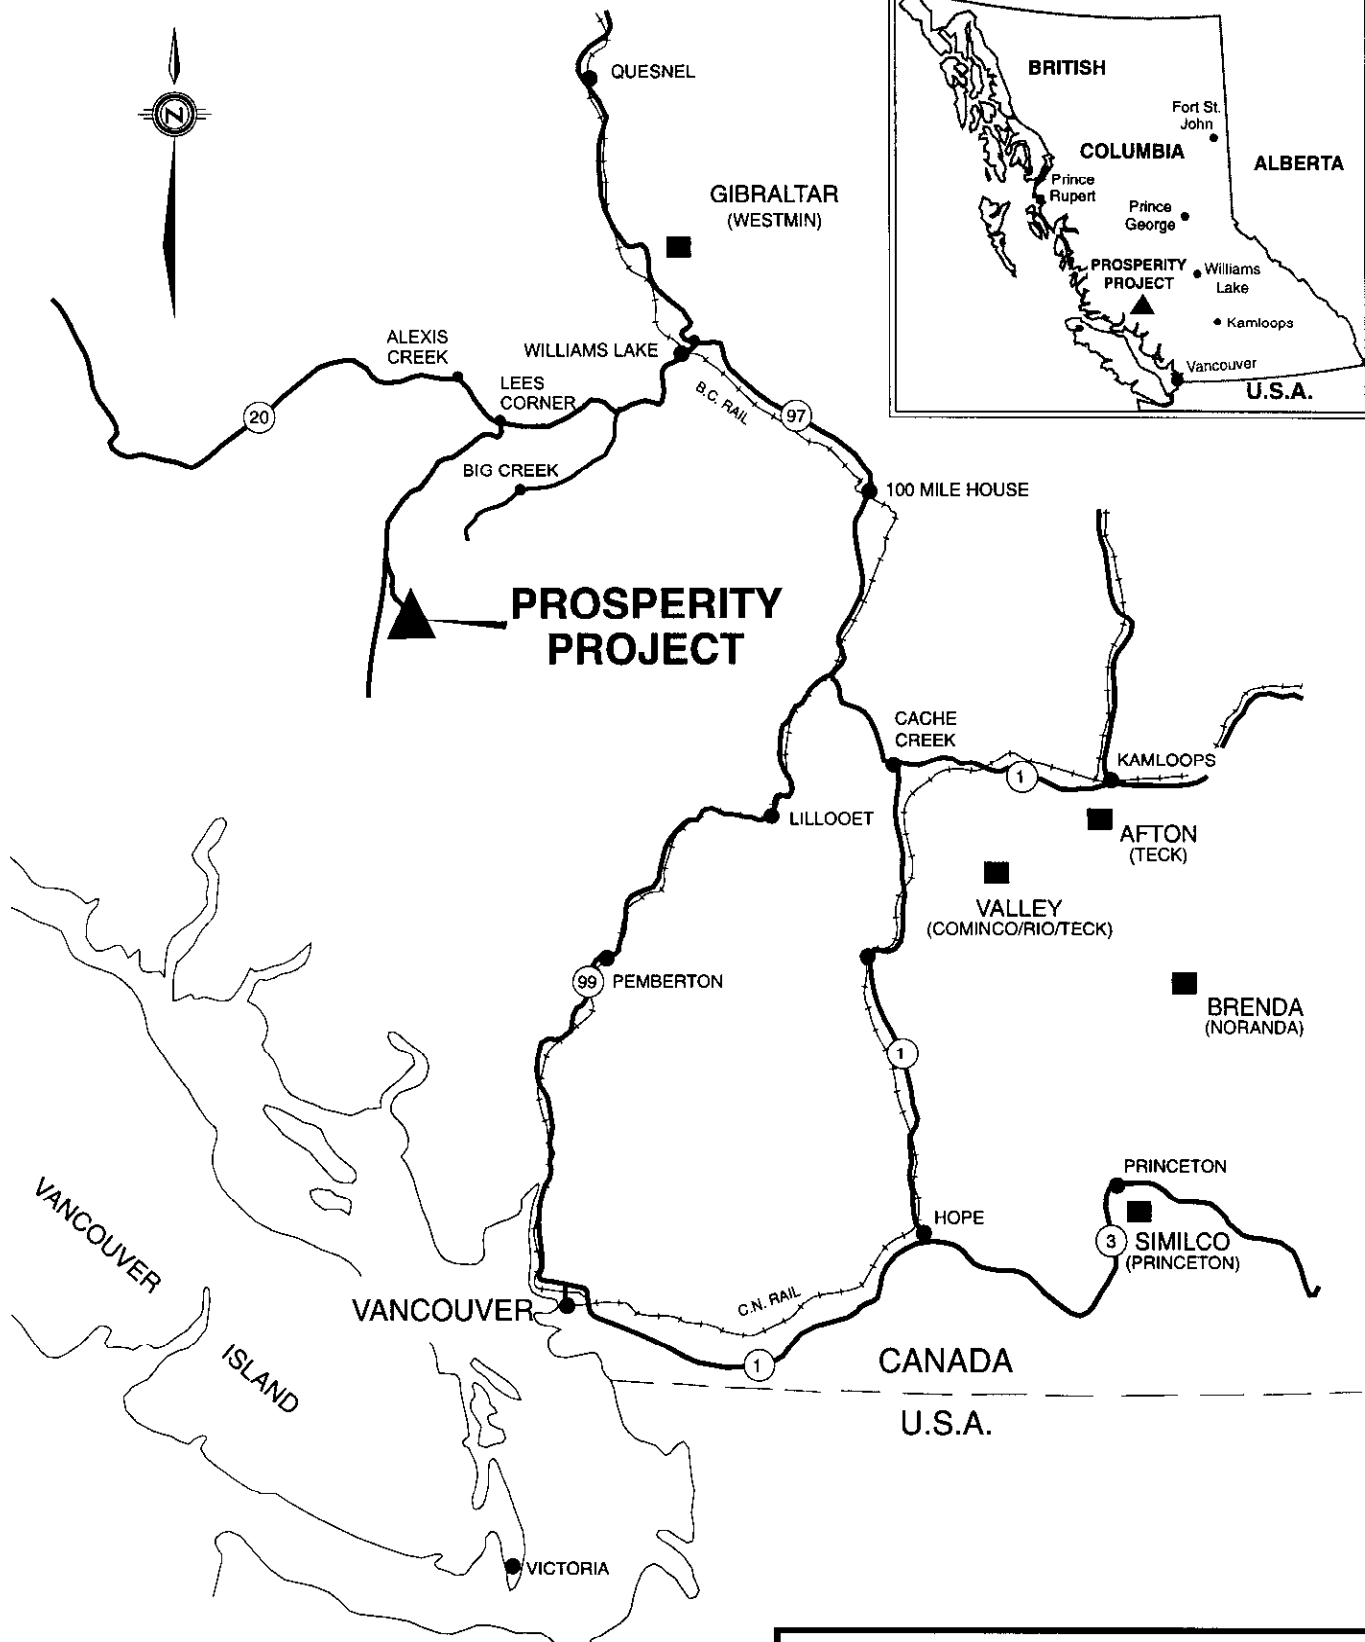 N
QUESNEL
GIBRALTAR
(WESTMIN)
BRITISH
COLUMBIA
ALBERTA
Fort St.
John
Prince
Rupert
Prince
George
PROSPERITY
PROJECT
Williams
Lake
Kamloops
Vancouver
U.S.A.
ALEXIS
CREEK
WILLIAMS LAKE
LEES
CORNER
20
B.C. RAIL
97
BIG CREEK
100 MILE HOUSE
PROSPERITY
PROJECT
CACHE
CREEK
KAMLOOPS
1
LILLOOET
AFTON
(TECK)
VALLEY
(COMINCO/RIO/TECK)
99
PEMBERTON
BRENDA
(NORANDA)
1
PRINCETON
VANCOUVER
ISLAND
HOPE
3
SIMILCO
(PRINCETON)
VANCOUVER
C.N. RAIL
1
CANADA
U.S.A.
VICTORIA